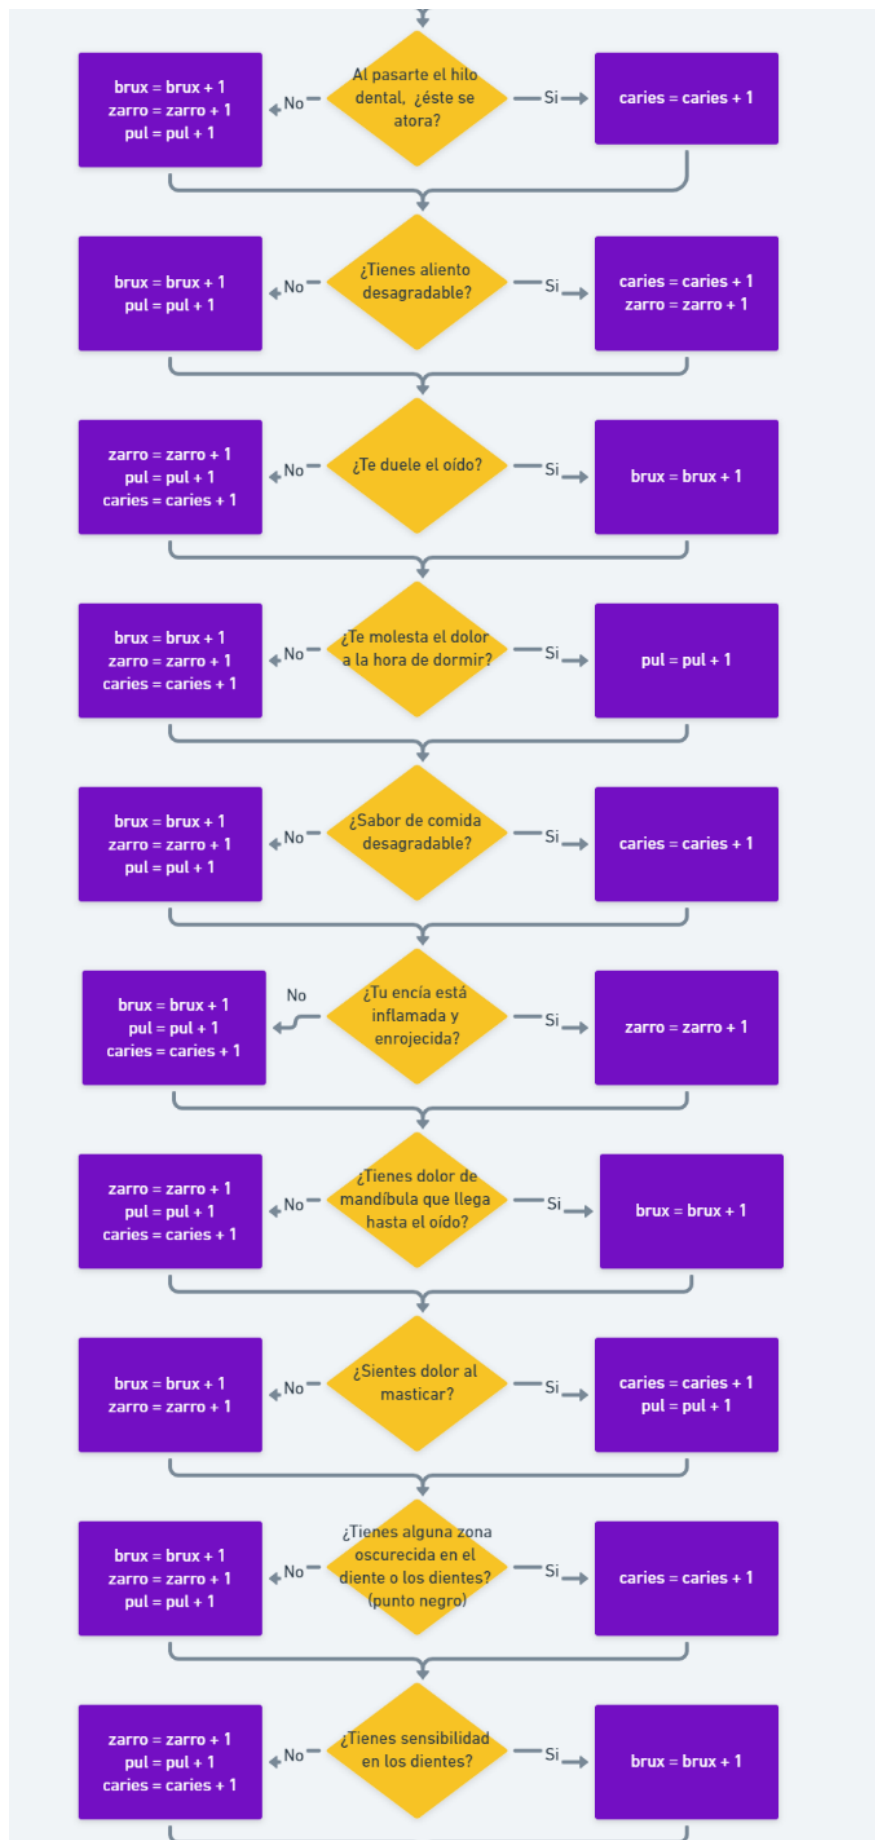 brux = brux + 1
zarro = zarro + 1
pul = pul + 1
No
Al pasarte el hilo
dental, ¿éste se
atora?
Si
caries = caries + 1
brux = brux + 1
pul = pul + 1
No
¿Tienes aliento
desagradable?
Si
caries = caries + 1
zarro = zarro + 1
zarro = zarro + 1
pul = pul + 1
caries = caries + 1
No
¿Te duele el oído?
Si
brux = brux + 1
brux = brux + 1
zarro = zarro + 1
caries = caries + 1
No
¿Te molesta el dolor
a la hora de dormir?
Si
pul = pul + 1
brux = brux + 1
zarro = zarro + 1
pul = pul + 1
No
¿Sabor de comida
desagradable?
Si
caries = caries + 1
brux = brux + 1
pul = pul + 1
caries = caries + 1
No
¿Tu encía está
inflamada y
enrojecida?
Si
zarro = zarro + 1
zarro = zarro + 1
pul = pul + 1
caries = caries + 1
No
¿Tienes dolor de
mandíbula que llega
hasta el oído?
Si
brux = brux + 1
brux = brux + 1
zarro = zarro + 1
No
¿Sientes dolor al
masticar?
Si
caries = caries + 1
pul = pul + 1
brux = brux + 1
zarro = zarro + 1
pul = pul + 1
No
¿Tienes alguna zona
oscurecida en el
diente o los dientes?
(punto negro)
Si
caries = caries + 1
zarro = zarro + 1
pul = pul + 1
caries = caries + 1
No
¿Tienes sensibilidad
en los dientes?
Si
brux = brux + 1